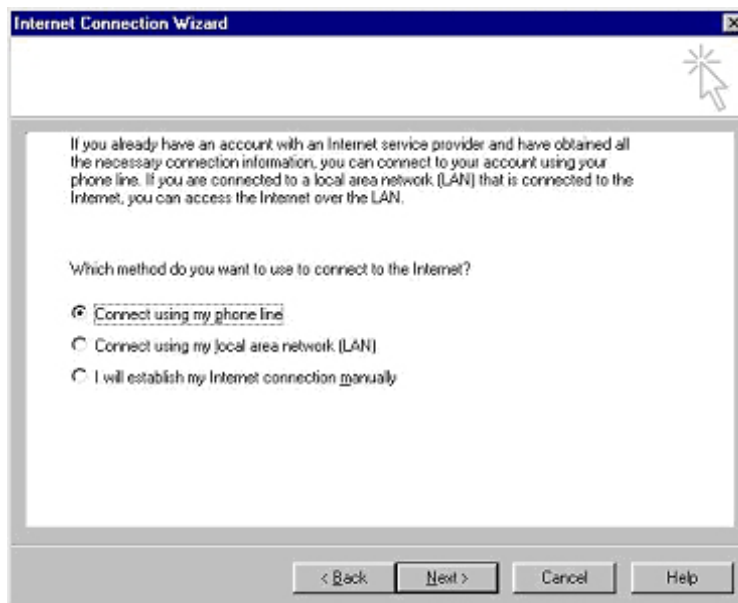 Internet Connection Wizard
If you already have an account with an Internet service provider and have obtained all
the necessary connection information, you can connect to your account using your
phone line. If you are connected to a local area network (LAN) that is connected to the
Internet, you can access the Internet over the LAN.
Which method do you want to use to connect to the Internet?
Connect using my phone line
Connect using my local area network (LAN)
I will establish my Internet connection manually
< Back Next > Cancel Help